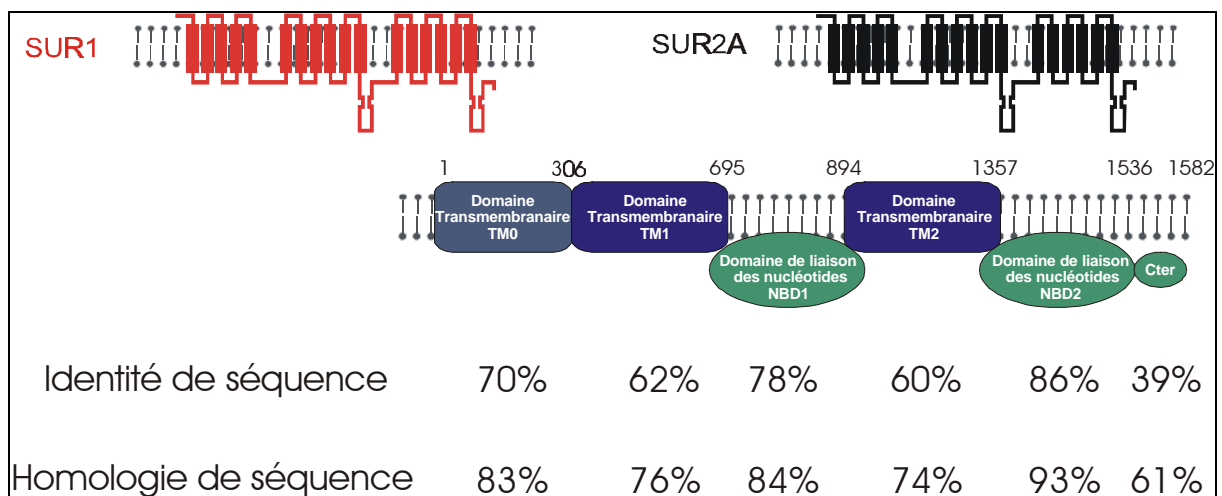 SUR1
SUR2A
1 306 695 894 1357 1536 1582
Domaine
Transmembranaire
TM0
Domaine
Transmembranaire
TM1
Domaine de liaison
des nucléotides
NBD1
Domaine
Transmembranaire
TM2
Domaine de liaison
des nucléotides
NBD2
Cter
Identité de séquence 70% 62% 78% 60% 86% 39%
Homologie de séquence 83% 76% 84% 74% 93% 61%